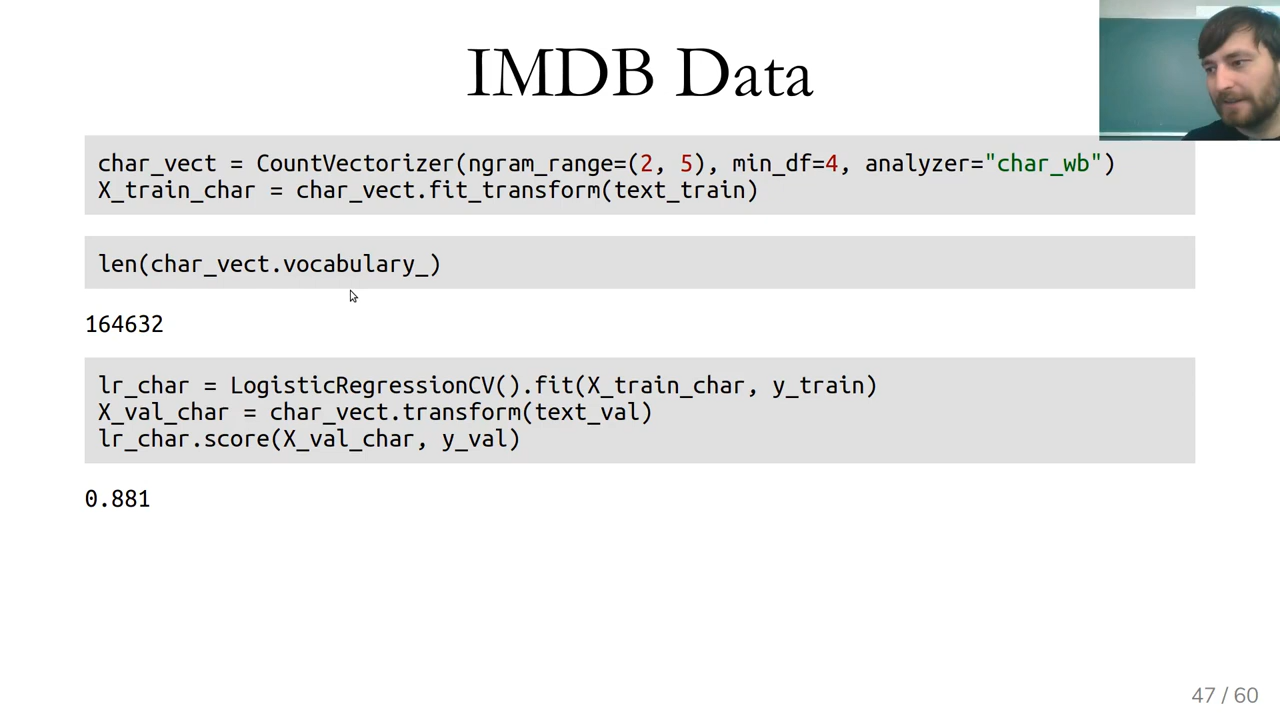 IMDB Data
char_vect = CountVectorizer(ngram_range=(2, 5), min_df=4, analyzer="char_wb")
X_train_char = char_vect.fit_transform(text_train)
len(char_vect.vocabulary_)
164632
lr_char = LogisticRegressionCV().fit(X_train_char, y_train)
X_val_char = char_vect.transform(text_val)
lr_char.score(X_val_char, y_val)
0.881
47 / 60